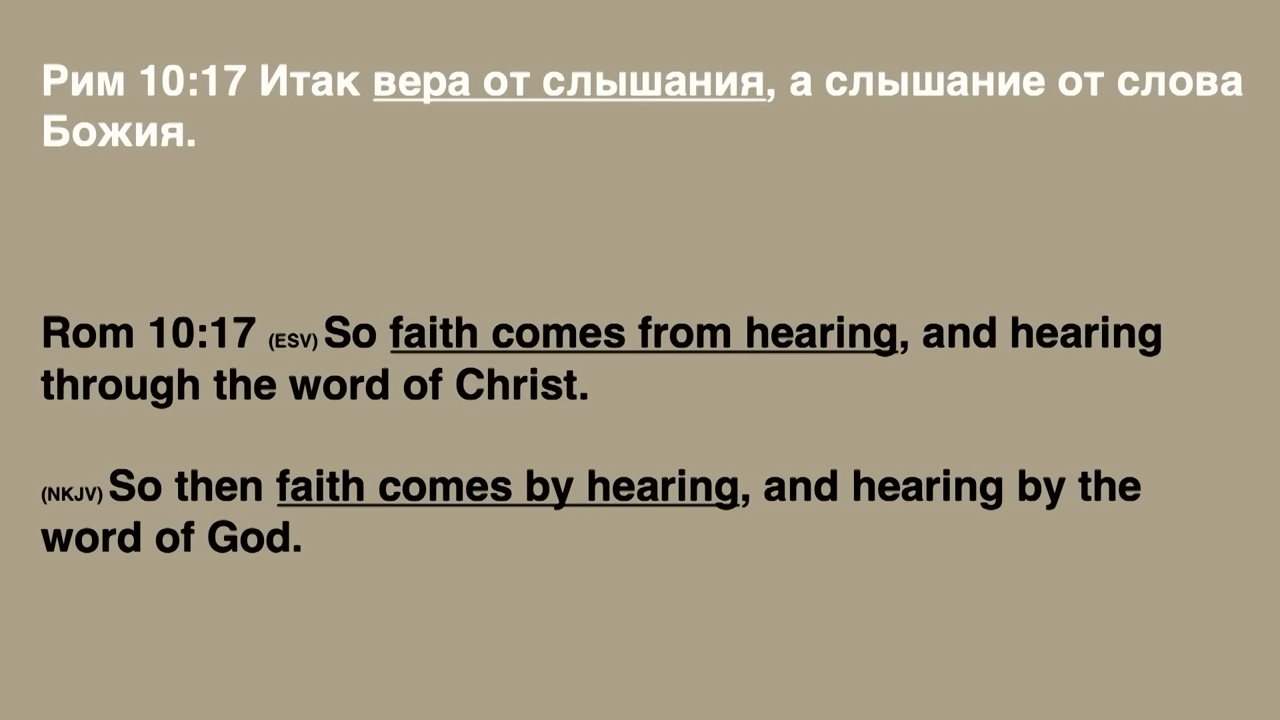 Рим 10:17 Итак вера от слышания, а слышание от слова
Божия.
Rom 10:17 (ESV) So faith comes from hearing, and hearing
through the word of Christ.
(NKJV) So then faith comes by hearing, and hearing by the
word of God.